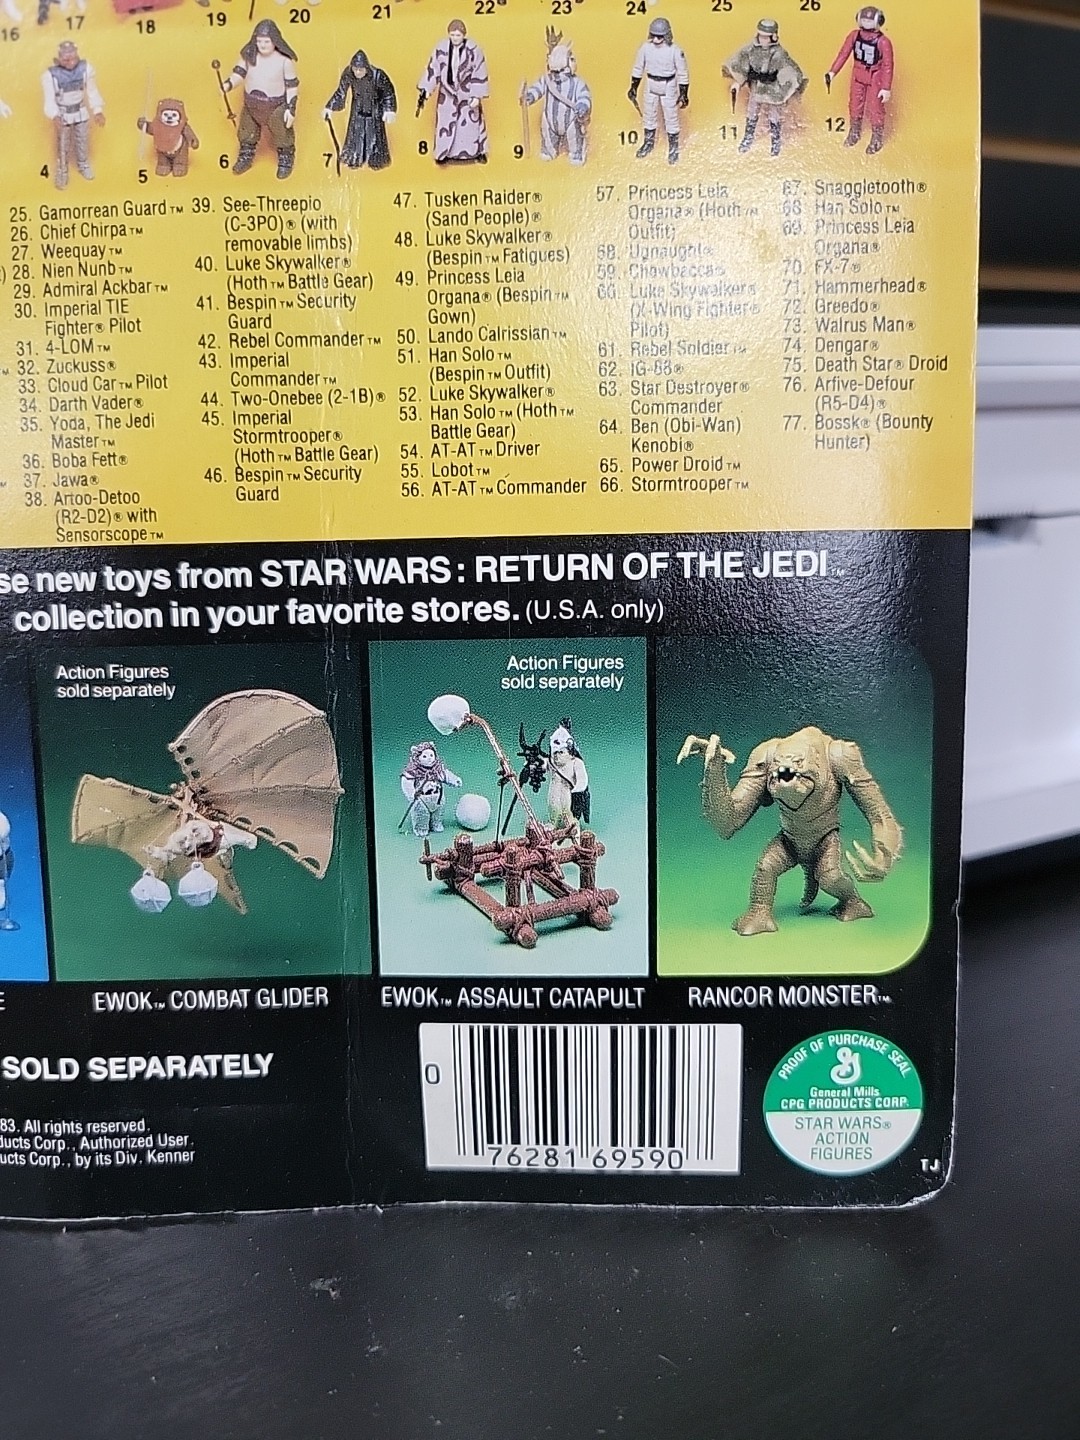 16 17 18 19 20 21 22 23 24 25 26
4 5 6 7 8 9 10 11 12
25. Gamorrean Guard™
26. Chief Chirpa™
27. Weequay™
28. Nien Nunb™
29. Admiral Ackbar™
30. Imperial TIE
Fighter® Pilot
31. 4-LOM™
32. Zuckuss®
33. Cloud Car™ Pilot
34. Darth Vader®
35. Yoda, The Jedi
Master™
36. Boba Fett®
37. Jawa®
38. Artoo-Detoo
(R2-D2)® with
Sensorscope™
39. See-Threepio
(C-3PO)® (with
removable limbs)
40. Luke Skywalker®
(Hoth™ Battle Gear)
41. Bespin™ Security
Guard
42. Rebel Commander™
43. Imperial
Commander™
44. Two-Onebee (2-1B)®
45. Imperial
Stormtrooper®
(Hoth™ Battle Gear)
46. Bespin™ Security
Guard
47. Tusken Raider®
(Sand People)®
48. Luke Skywalker®
(Bespin™ Fatigues)
49. Princess Leia
Organa® (Bespin™
Gown)
50. Lando Calrissian™
51. Han Solo™
(Bespin™ Outfit)
52. Luke Skywalker®
53. Han Solo™ (Hoth™
Battle Gear)
54. AT-AT™ Driver
55. Lobot™
56. AT-AT™ Commander
57. Princess Leia
Organa® (Hoth™
Outfit)
58. Ugnaught®
59. Chewbacca®
60. Luke Skywalker®
(X-Wing Fighter®
Pilot)
61. Rebel Soldier™
62. IG-88®
63. Star Destroyer®
Commander
64. Ben (Obi-Wan)
Kenobi®
65. Power Droid™
66. Stormtrooper™
67. Snaggletooth®
68. Han Solo™
69. Princess Leia
Organa®
70. FX-7®
71. Hammerhead®
72. Greedo®
73. Walrus Man®
74. Dengar®
75. Death Star® Droid
76. Arfive-Defour
(R5-D4)®
77. Bossk® (Bounty
Hunter)
se new toys from STAR WARS: RETURN OF THE JEDI™
collection in your favorite stores. (U.S.A. only)
Action Figures
sold separately
Action Figures
sold separately
E
EWOK™ COMBAT GLIDER
EWOK™ ASSAULT CATAPULT
RANCOR MONSTER™
SOLD SEPARATELY
83. All rights reserved.
ducts Corp., Authorized User.
ucts Corp., by its Div. Kenner
0 76281 69590
PROOF OF PURCHASE SEAL
G
General Mills
CPG PRODUCTS CORP.
STAR WARS®
ACTION
FIGURES
TJ